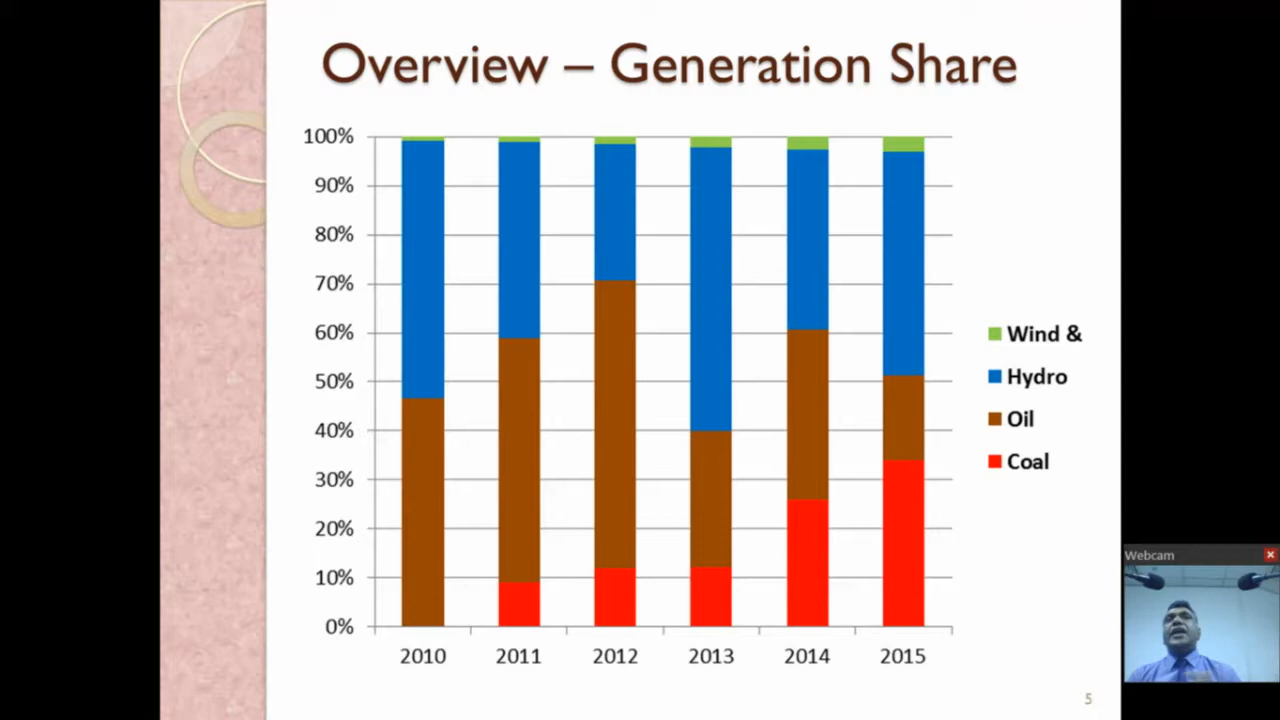 Overview – Generation Share
100%
90%
80%
70%
60%
50%
40%
30%
20%
10%
0%
2010 2011 2012 2013 2014 2015
Wind &
Hydro
Oil
Coal
5
Webcam